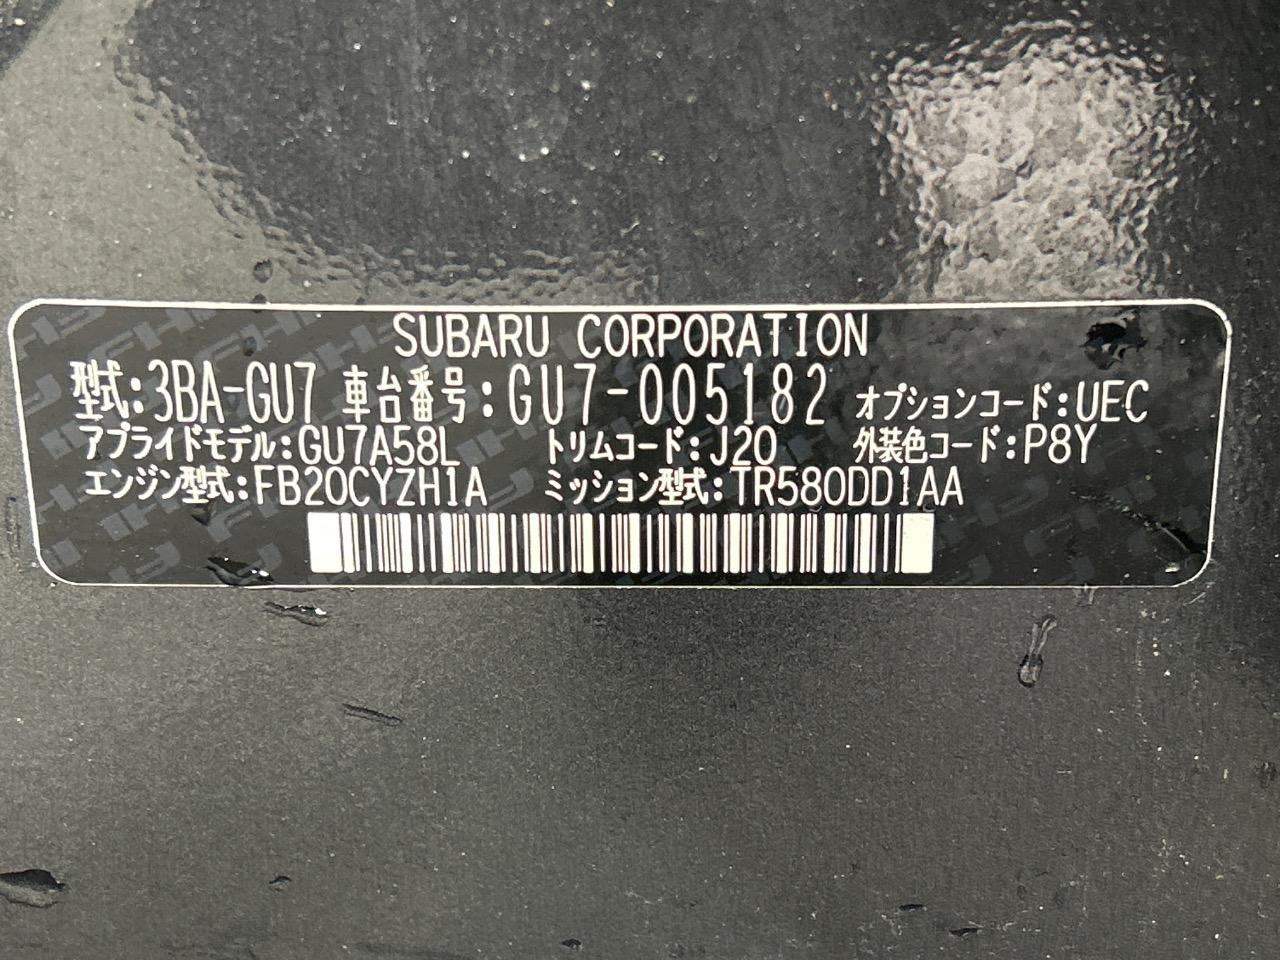 SUBARU CORPORATION
型式:3BA-GU7 車台番号:GU7-005182 オプションコード:UEC
アプライドモデル:GU7A58L トリムコード:J20 外装色コード:P8Y
エンジン型式:FB20CYZH1A ミッション型式:TR580DD1AA